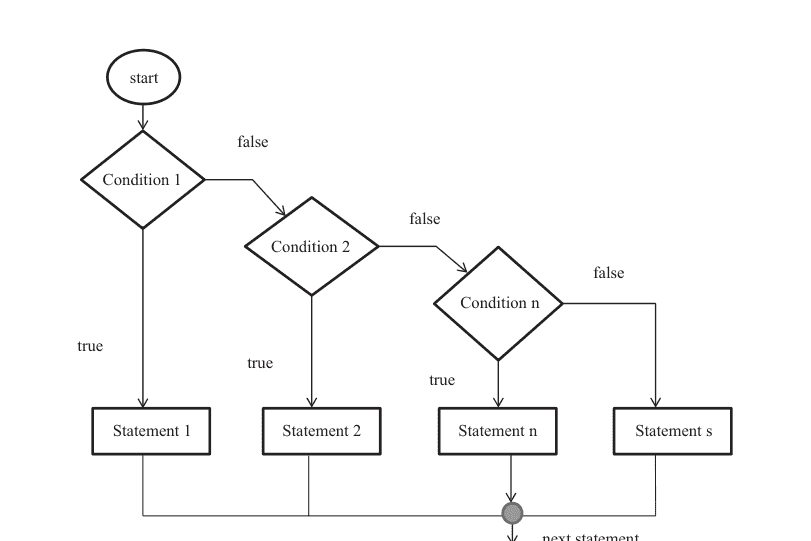 start
false
Condition 1
false
Condition 2
false
Condition n
true
true
true
Statement 1
Statement 2
Statement n
Statement s
next statement